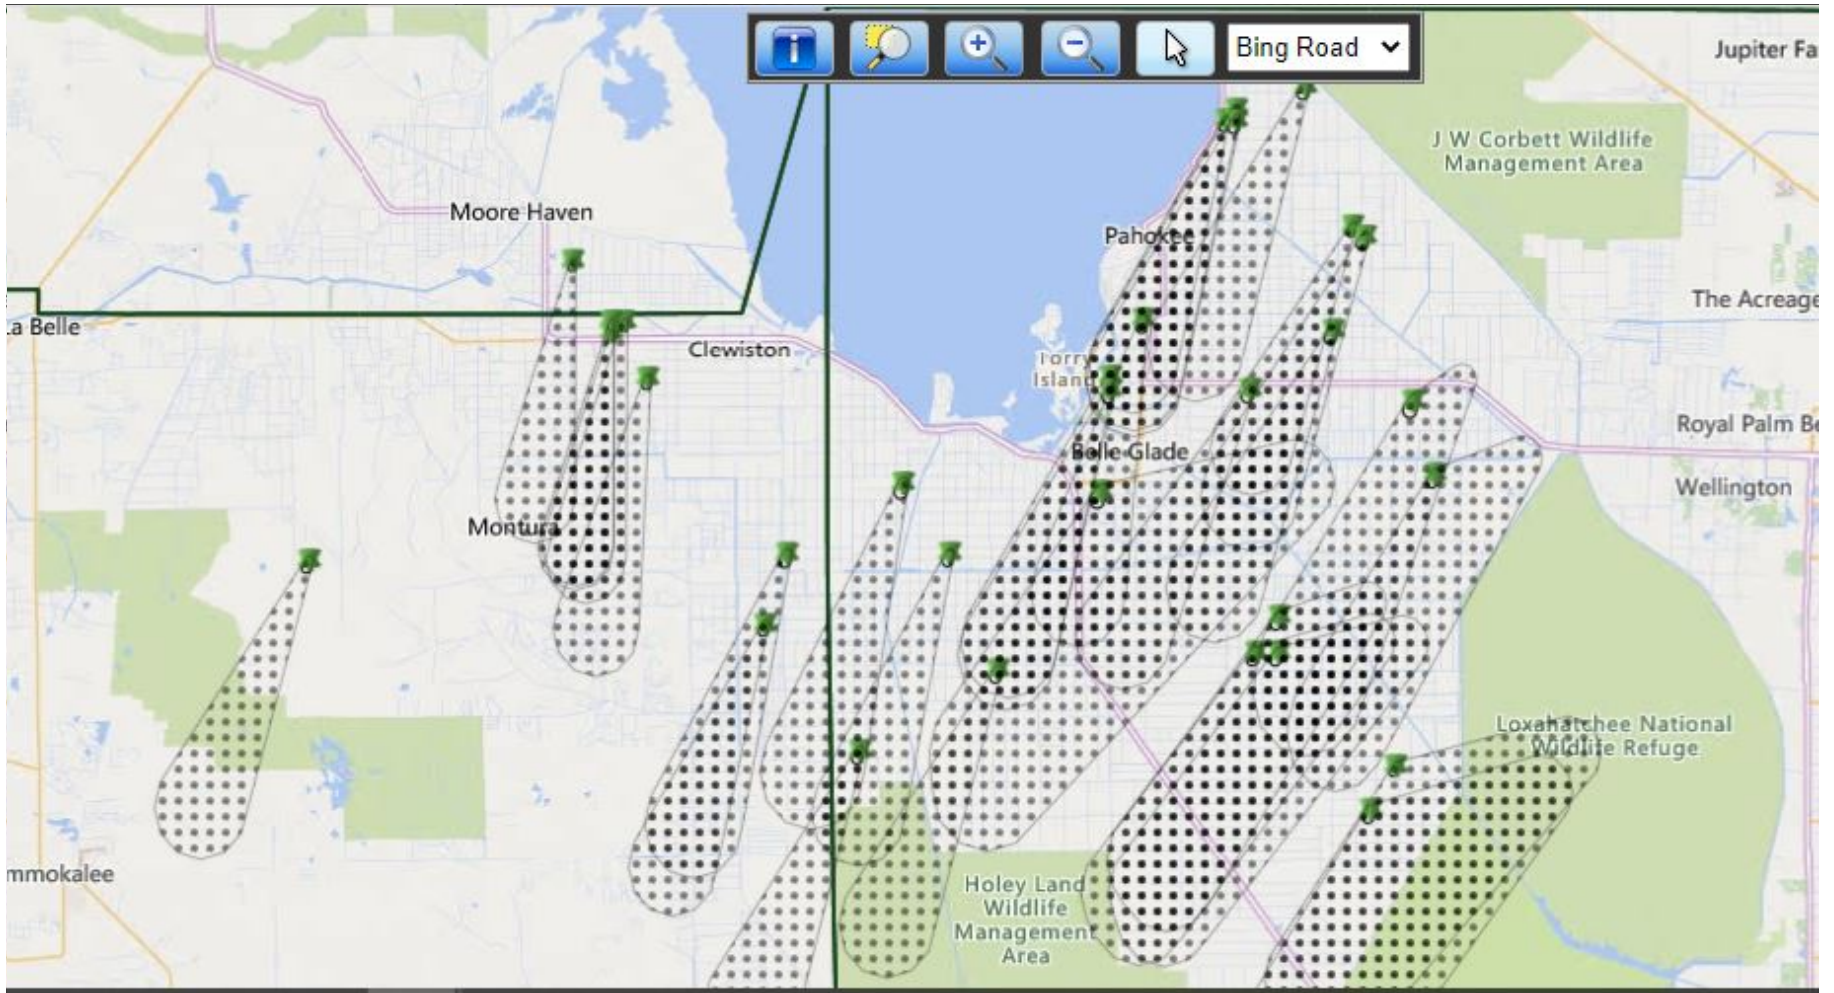 Bing Road
Jupiter Fa
J W Corbett Wildlife
Management Area
Moore Haven
Pahokee
The Acreage
La Belle
Clewiston
Torry
Island
Royal Palm Be
Belle Glade
Wellington
Montura
Loxahatchee National
Wildlife Refuge
mmokalee
Holey Land
Wildlife
Management
Area